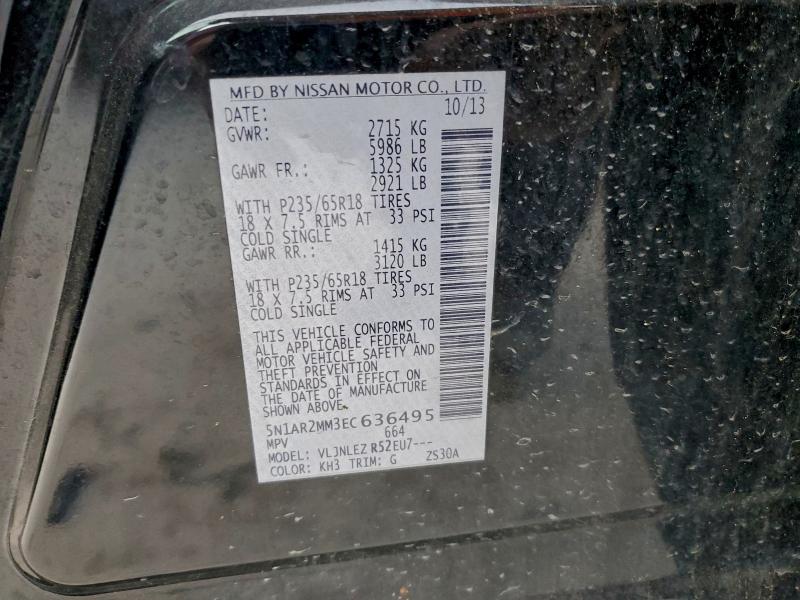 MFD BY NISSAN MOTOR CO., LTD.
DATE: 10/13
GVWR: 2715 KG
5986 LB
GAWR FR.: 1325 KG
2921 LB
WITH P235/65R18 TIRES
18 X 7.5 RIMS AT 33 PSI
COLD SINGLE
GAWR RR.: 1415 KG
3120 LB
WITH P235/65R18 TIRES
18 X 7.5 RIMS AT 33 PSI
COLD SINGLE
THIS VEHICLE CONFORMS TO
ALL APPLICABLE FEDERAL
MOTOR VEHICLE SAFETY AND
THEFT PREVENTION
STANDARDS IN EFFECT ON
THE DATE OF MANUFACTURE
SHOWN ABOVE.
5N1AR2MM3EC636495
MPV 664
MODEL: VLJNLEZ R52EU7---
COLOR: KH3 TRIM: G ZS30A